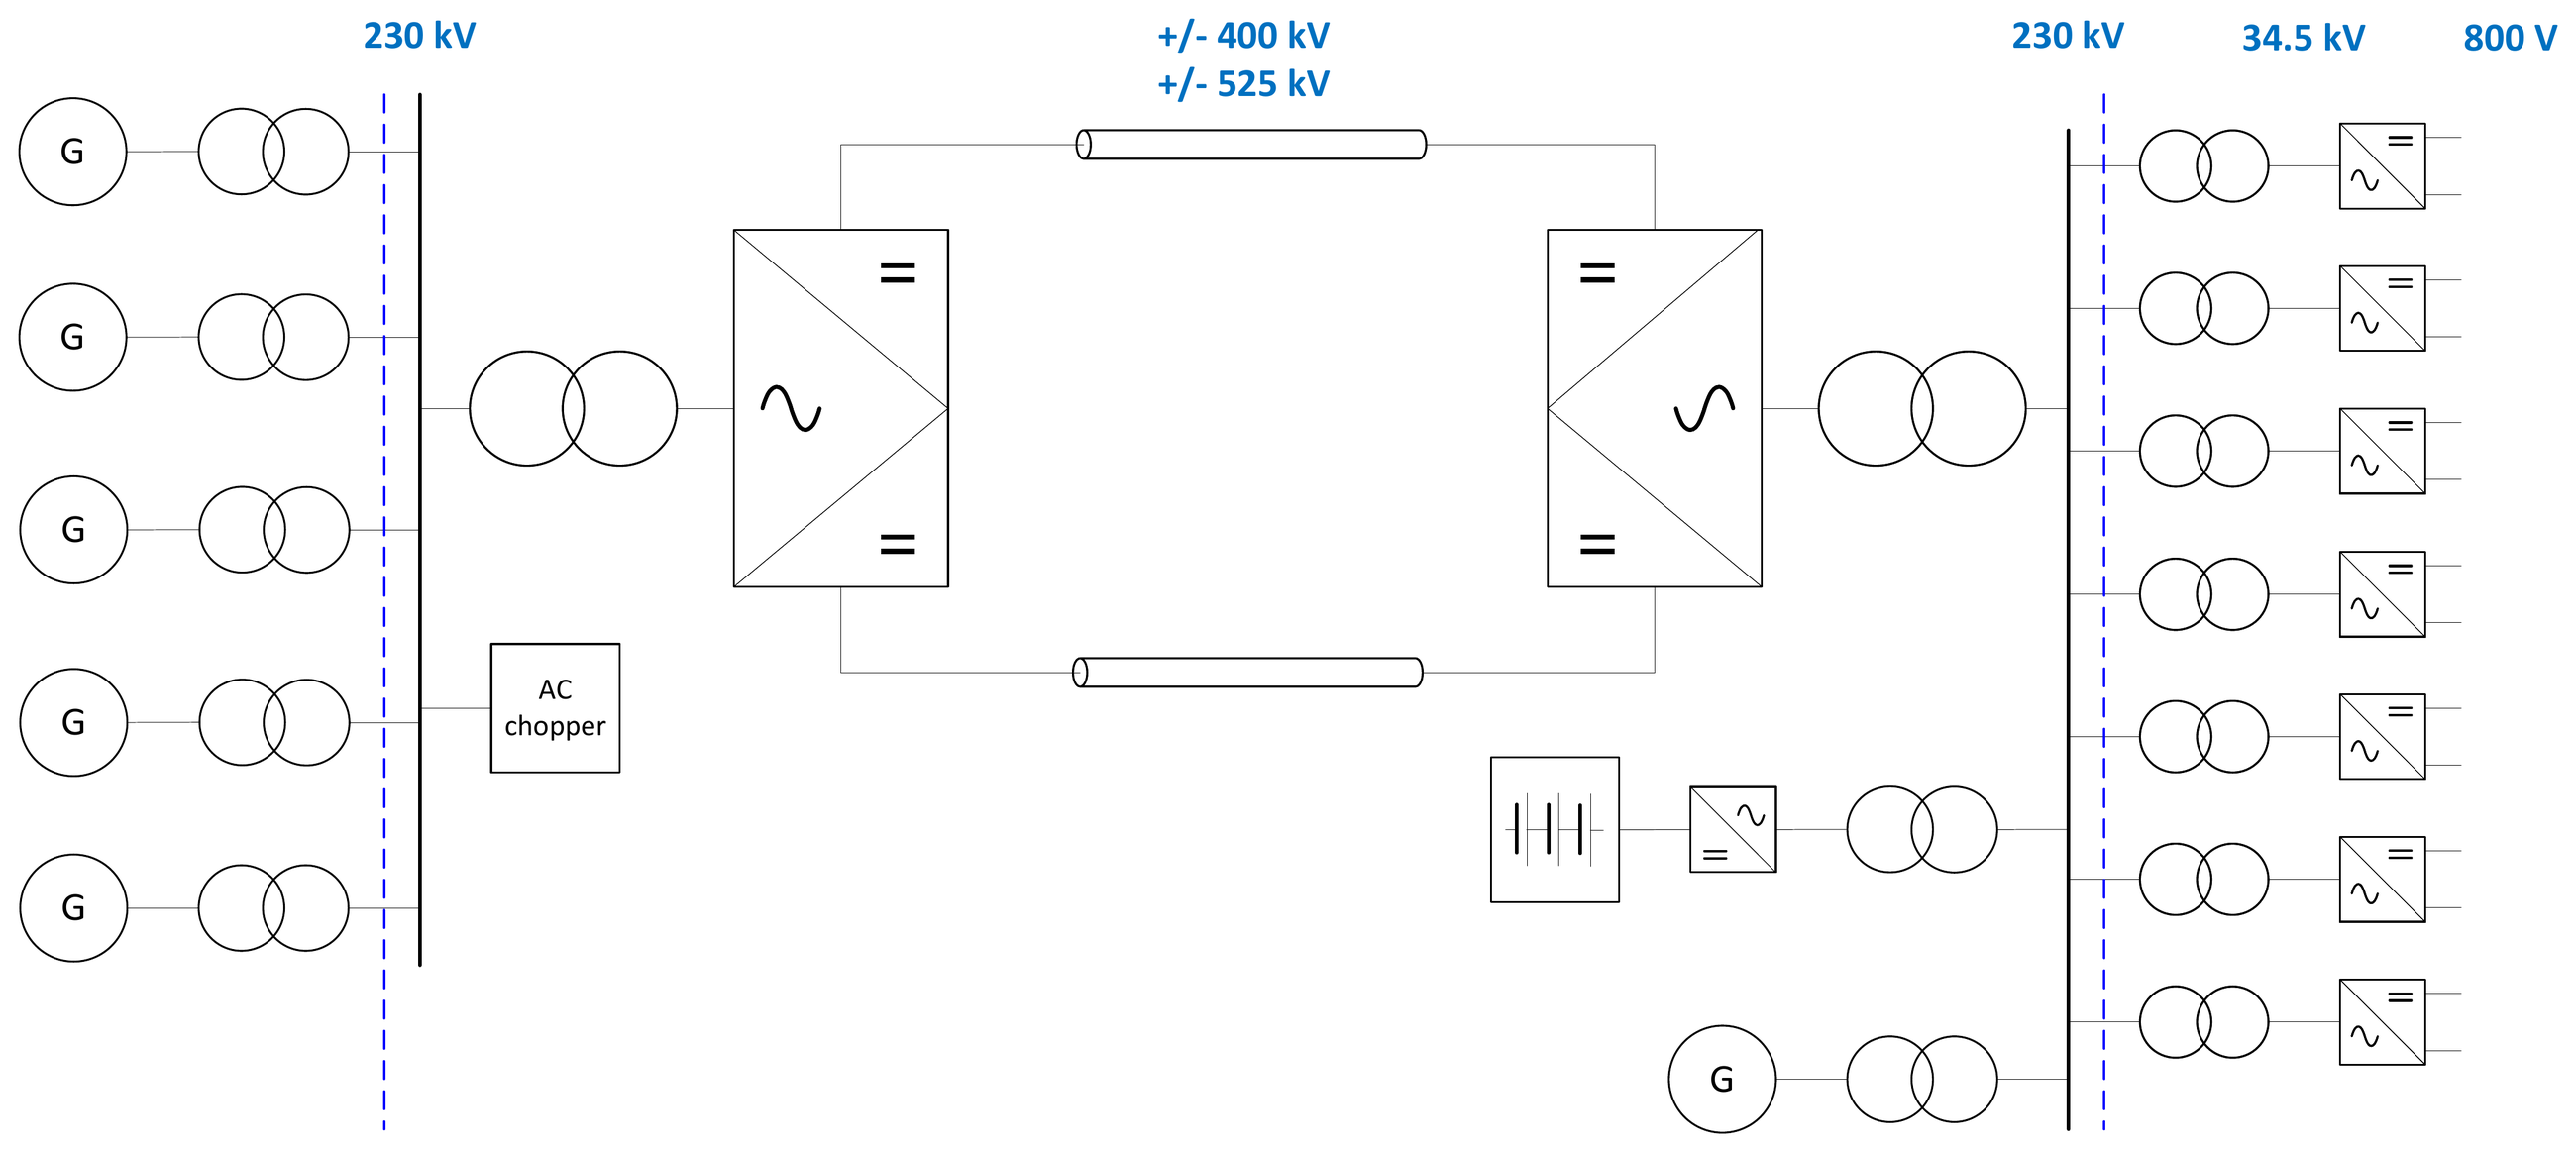 230 kV
+/- 400 kV
+/- 525 kV
230 kV
34.5 kV
800 V
G
G
G
G
AC
chopper
G
G